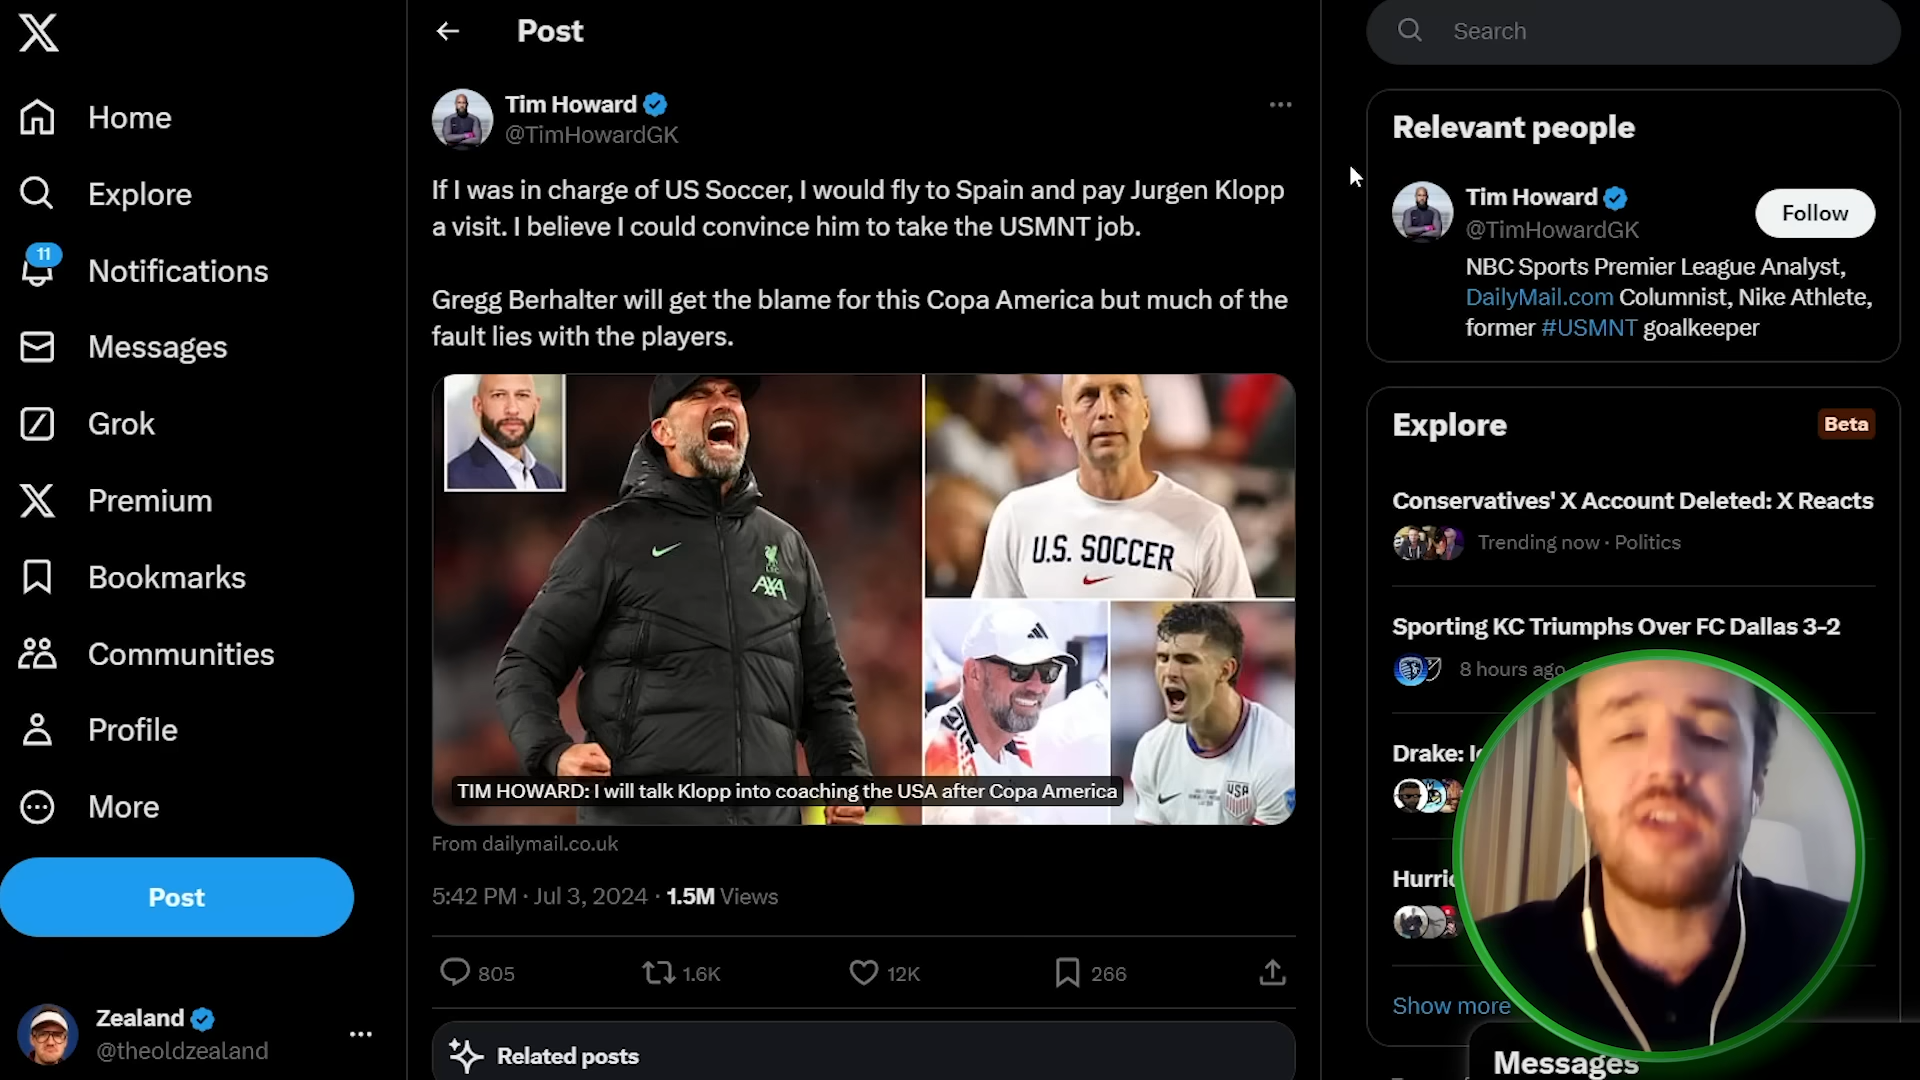 Home
Explore
11
Notifications
Messages
Grok
Premium
Bookmarks
Communities
Profile
More
Post
Zealand
@theoldzealand
Post
Tim Howard
@TimHowardGK
If I was in charge of US Soccer, I would fly to Spain and pay Jurgen Klopp
a visit. I believe I could convince him to take the USMNT job.
Gregg Berhalter will get the blame for this Copa America but much of the
fault lies with the players.
AXA
U.S. SOCCER
USA
TIM HOWARD: I will talk Klopp into coaching the USA after Copa America
From dailymail.co.uk
5:42 PM · Jul 3, 2024 · 1.5M Views
805 1.6K 12K 266
Related posts
Search
Relevant people
Tim Howard
@TimHowardGK
Follow
NBC Sports Premier League Analyst,
DailyMail.com Columnist, Nike Athlete,
former #USMNT goalkeeper
Explore Beta
Conservatives' X Account Deleted: X Reacts
Trending now · Politics
Sporting KC Triumphs Over FC Dallas 3-2
8 hours ago
Drake:
Show more
Messages